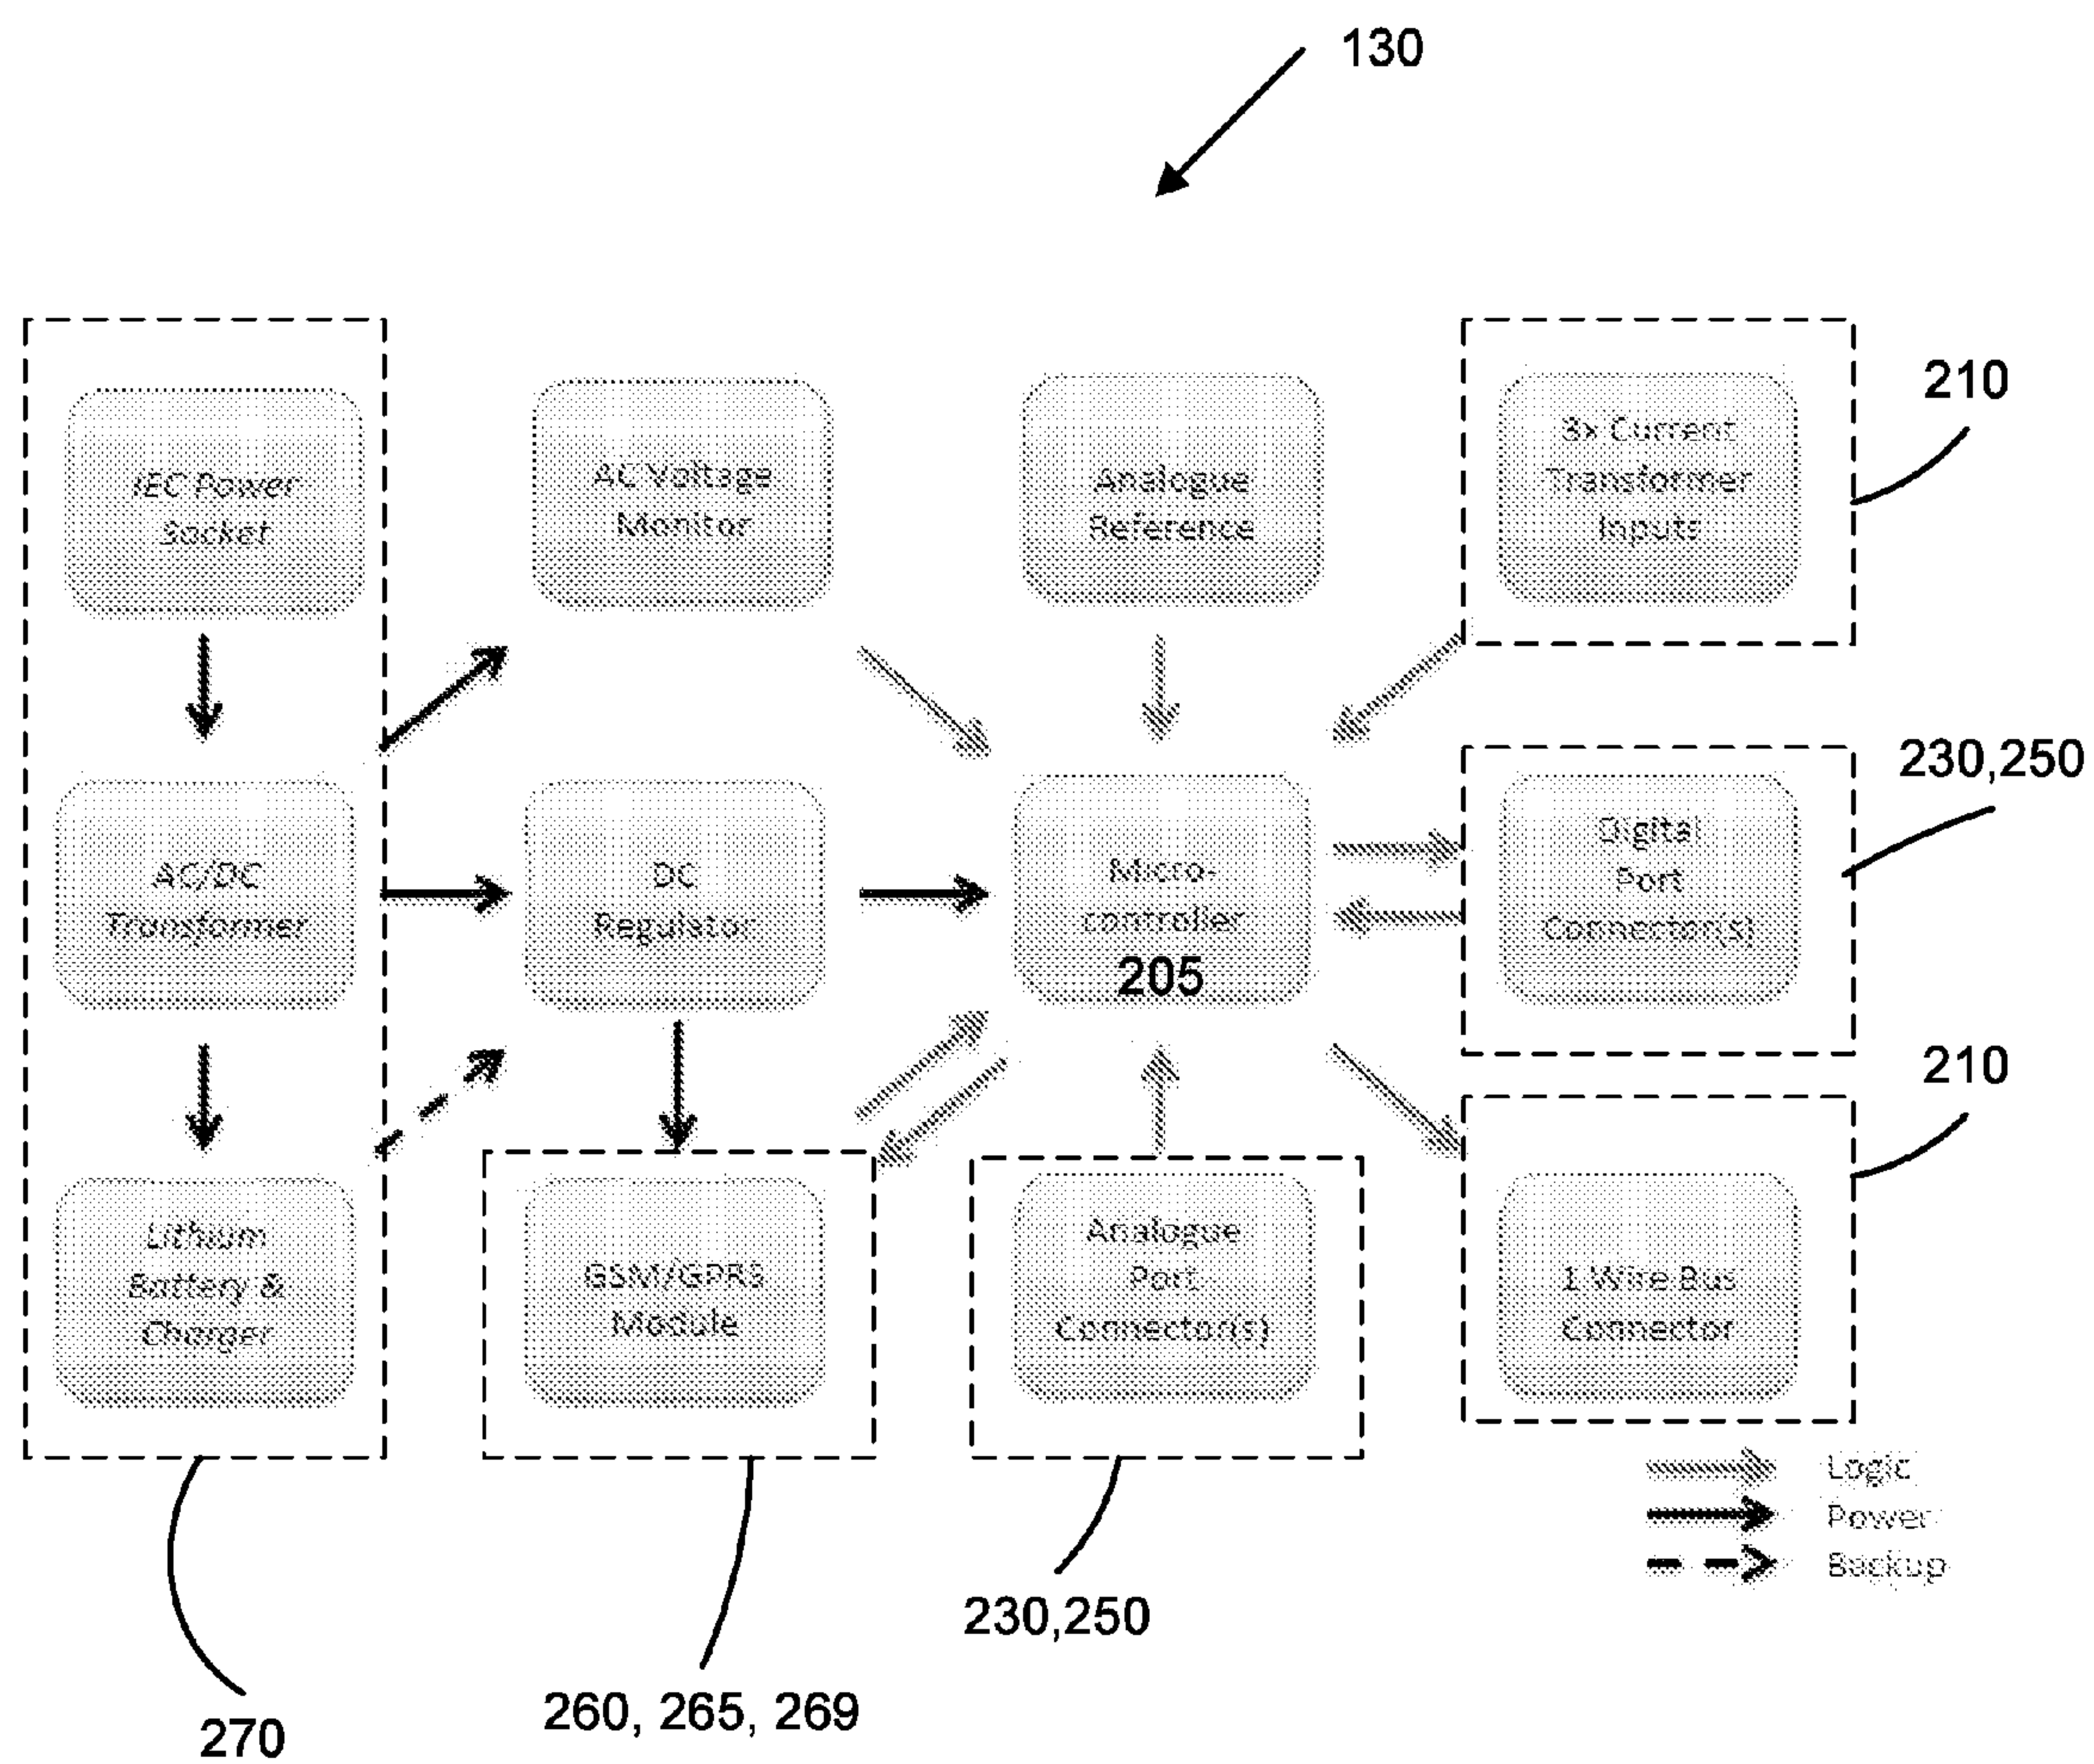 130
IEC Power
Socket
AC Voltage
Monitor
Analogue
Reference
3x Current
Transformer
Inputs
210
AC/DC
Transformer
DC
Regulator
Micro-
controller
205
Digital
Port
Connector(s)
230,250
Lithium
Battery &
Charger
GSM/GPRS
Module
Analogue
Port
Connector(s)
1 Wire Bus
Connector
210
Logic
Power
Backup
270
260, 265, 269
230,250